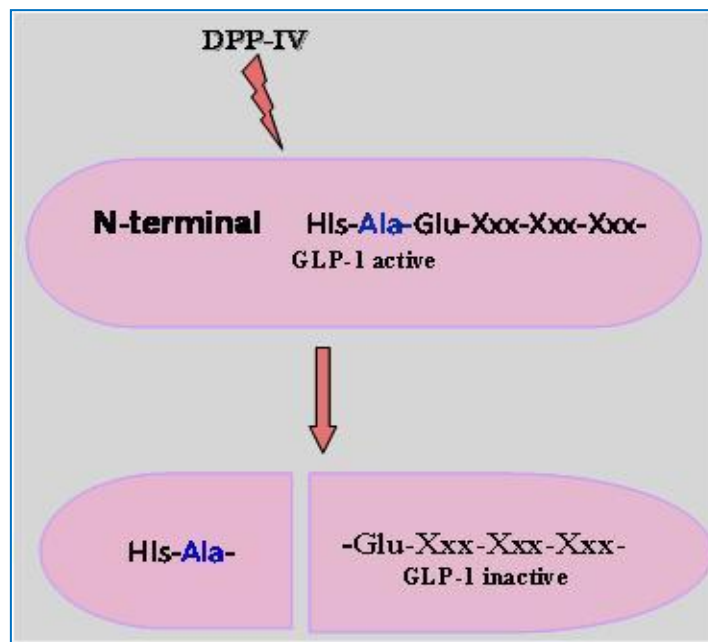 DPP-IV
N-terminal His-Ala-Glu-Xxx-Xxx-Xxx-
GLP-1 active
His-Ala-
-Glu-Xxx-Xxx-Xxx-
GLP-1 inactive